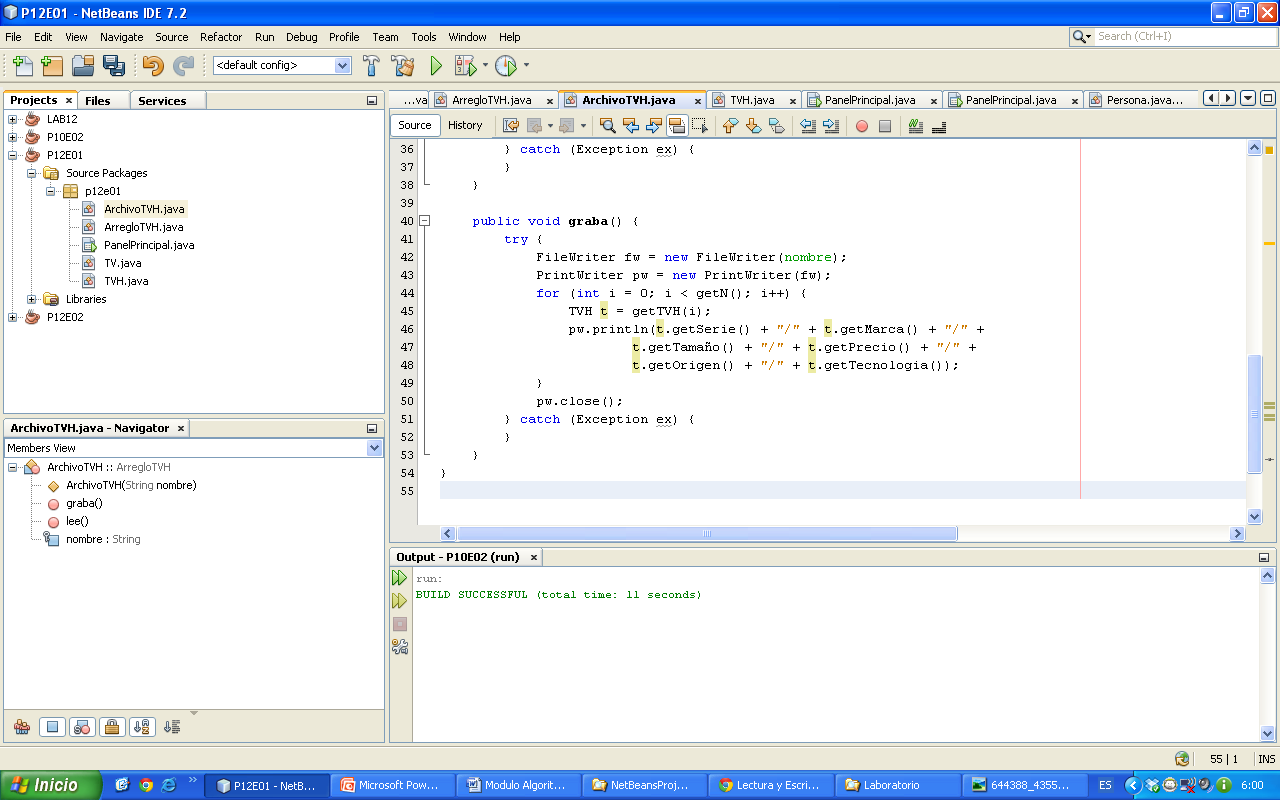 P12E01 - NetBeans IDE 7.2
File Edit View Navigate Source Refactor Run Debug Profile Team Tools Window Help
Search (Ctrl+I)
<default config>
Projects Files Services
LAB12
P10E02
P12E01
Source Packages
p12e01
ArchivoTVH.java
ArregloTVH.java
PanelPrincipal.java
TV.java
TVH.java
Libraries
P12E02
...va ArregloTVH.java ArchivoTVH.java TVH.java PanelPrincipal.java PanelPrincipal.java Persona.java...
Source History
36 } catch (Exception ex) {
37 }
38 }
39
40 public void graba() {
41 try {
42 FileWriter fw = new FileWriter(nombre);
43 PrintWriter pw = new PrintWriter(fw);
44 for (int i = 0; i < getN(); i++) {
45 TVH t = getTVH(i);
46 pw.println(t.getSerie() + "/" + t.getMarca() + "/" +
47 t.getTamaño() + "/" + t.getPrecio() + "/" +
48 t.getOrigen() + "/" + t.getTecnologia());
49 }
50 pw.close();
51 } catch (Exception ex) {
52 }
53 }
54 }
55
ArchivoTVH.java - Navigator
Members View
ArchivoTVH :: ArregloTVH
ArchivoTVH(String nombre)
graba()
lee()
nombre : String
Output - P10E02 (run)
run:
BUILD SUCCESSFUL (total time: 11 seconds)
55 | 1 INS
Inicio
P12E01 - NetB...
Microsoft Pow...
Modulo Algorit...
NetBeansProj...
Lectura y Escri...
Laboratorio
644388_4355...
ES
6:00